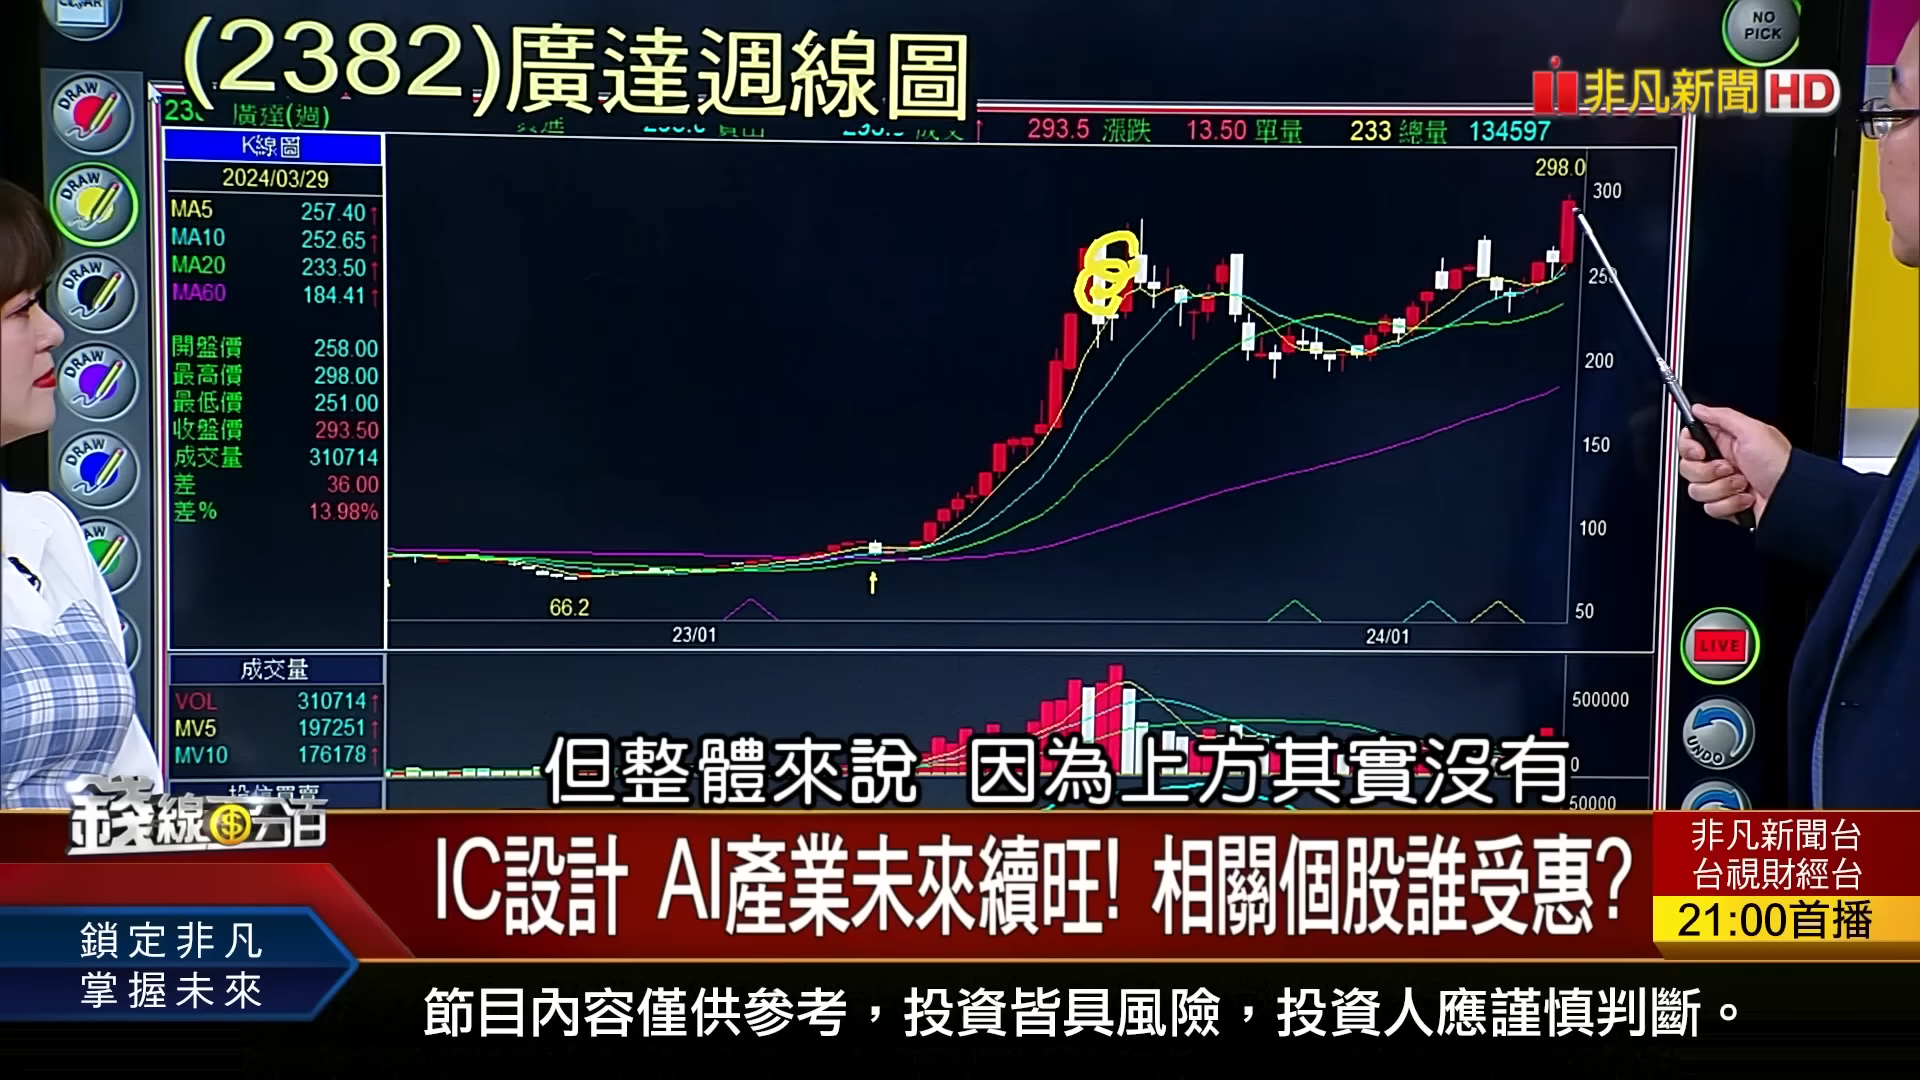 (2382)廣達週線圖
NO PICK
非凡新聞HD
廣達(週)
293.5 漲跌 13.50 單量 233 總量 134597
K線圖
2024/03/29
MA5 257.40↑
MA10 252.65↑
MA20 233.50↑
MA60 184.41↑
開盤價 258.00
最高價 298.00
最低價 251.00
收盤價 293.50
成交量 310714
差 36.00
差% 13.98%
298.0
300
250
200
150
100
50
66.2
23/01
24/01
成交量
VOL 310714↑
MV5 197251↑
MV10 176178↑
500000
0
50000
DRAW
DRAW
DRAW
DRAW
DRAW
LIVE
UNDO
但整體來說 因為上方其實沒有
錢線百分百
IC設計 AI產業未來續旺! 相關個股誰受惠?
非凡新聞台
台視財經台
21:00首播
鎖定非凡
掌握未來
節目內容僅供參考，投資皆具風險，投資人應謹慎判斷。